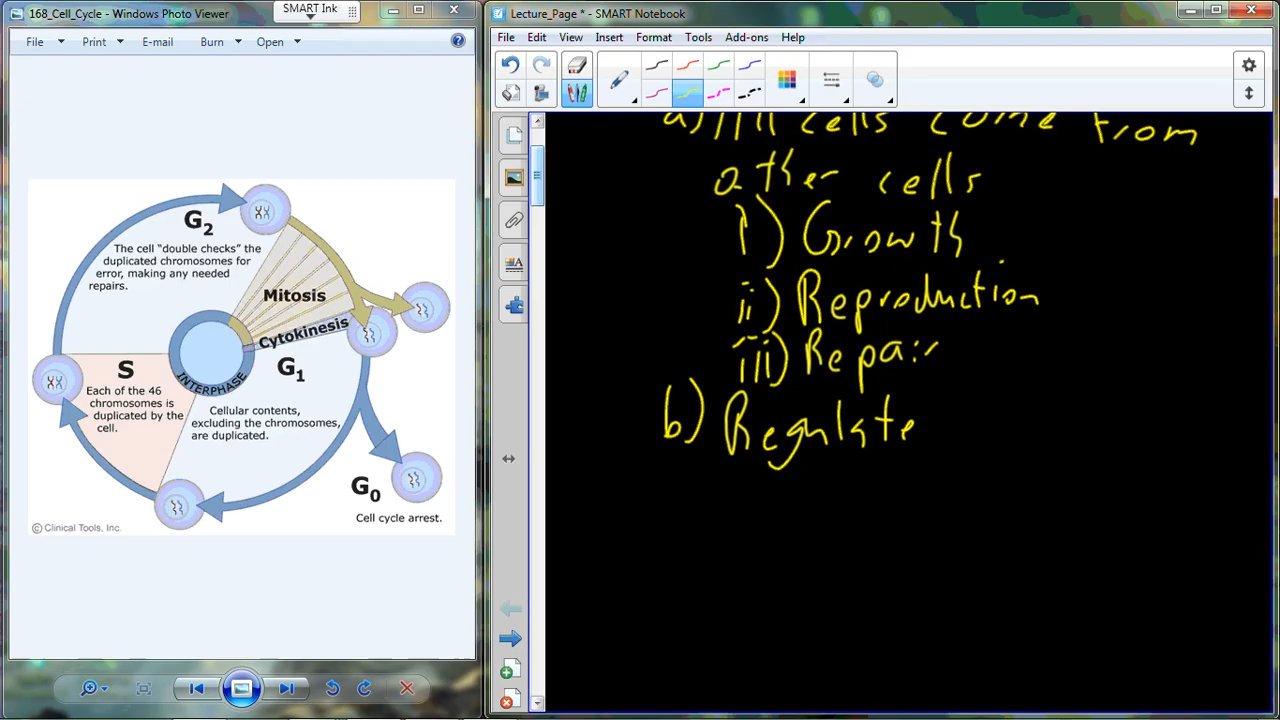 168_Cell_Cycle - Windows Photo Viewer
SMART Ink
File Print E-mail Burn Open
G2
The cell "double checks" the
duplicated chromosomes for
error, making any needed
repairs.
Mitosis
Cytokinesis
S
Each of the 46
chromosomes is
duplicated by the
cell.
INTERPHASE
G1
Cellular contents,
excluding the chromosomes,
are duplicated.
G0
Cell cycle arrest.
© Clinical Tools, Inc.
Lecture_Page * - SMART Notebook
File Edit View Insert Format Tools Add-ons Help
a) All cells come from
other cells
i) Growth
ii) Reproduction
iii) Repair
b) Regulate